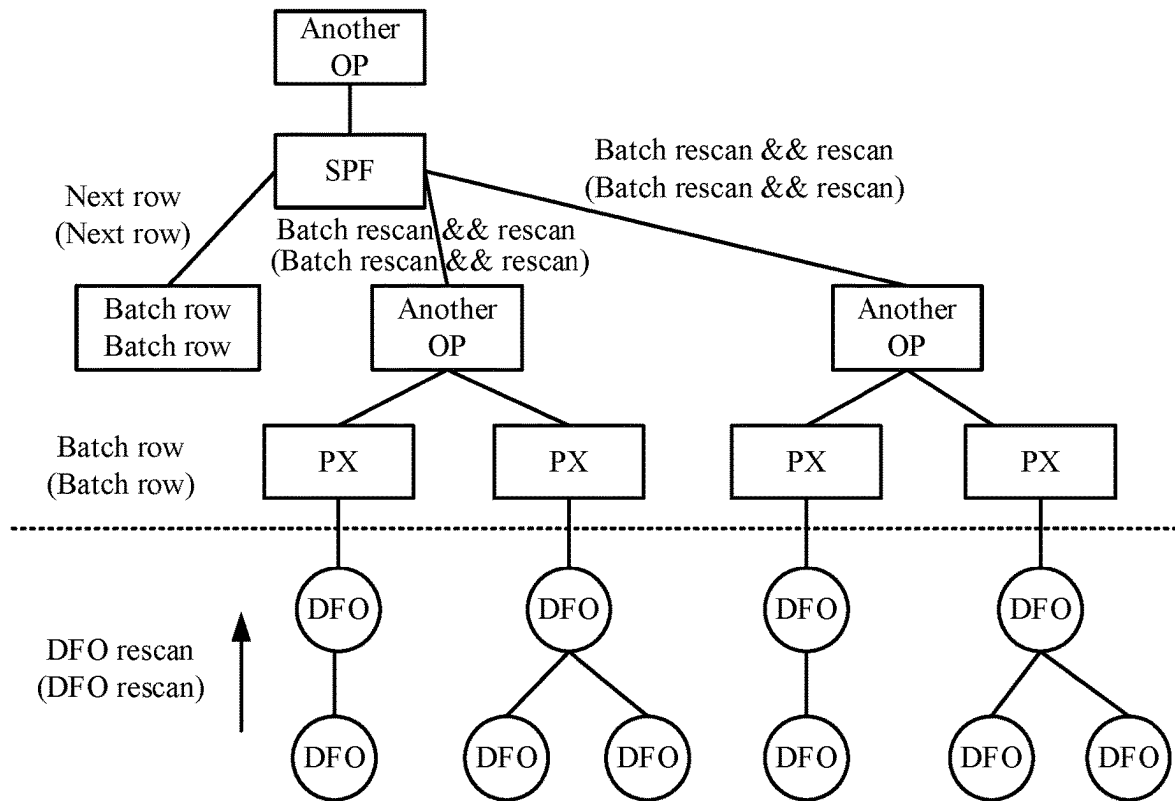 Another
OP
SPF
Batch rescan && rescan
(Batch rescan && rescan)
Next row
(Next row)
Batch rescan && rescan
(Batch rescan && rescan)
Batch row
Batch row
Another
OP
Another
OP
Batch row
(Batch row)
PX
PX
PX
PX
DFO
DFO
DFO
DFO
DFO rescan
(DFO rescan)
DFO
DFO
DFO
DFO
DFO
DFO